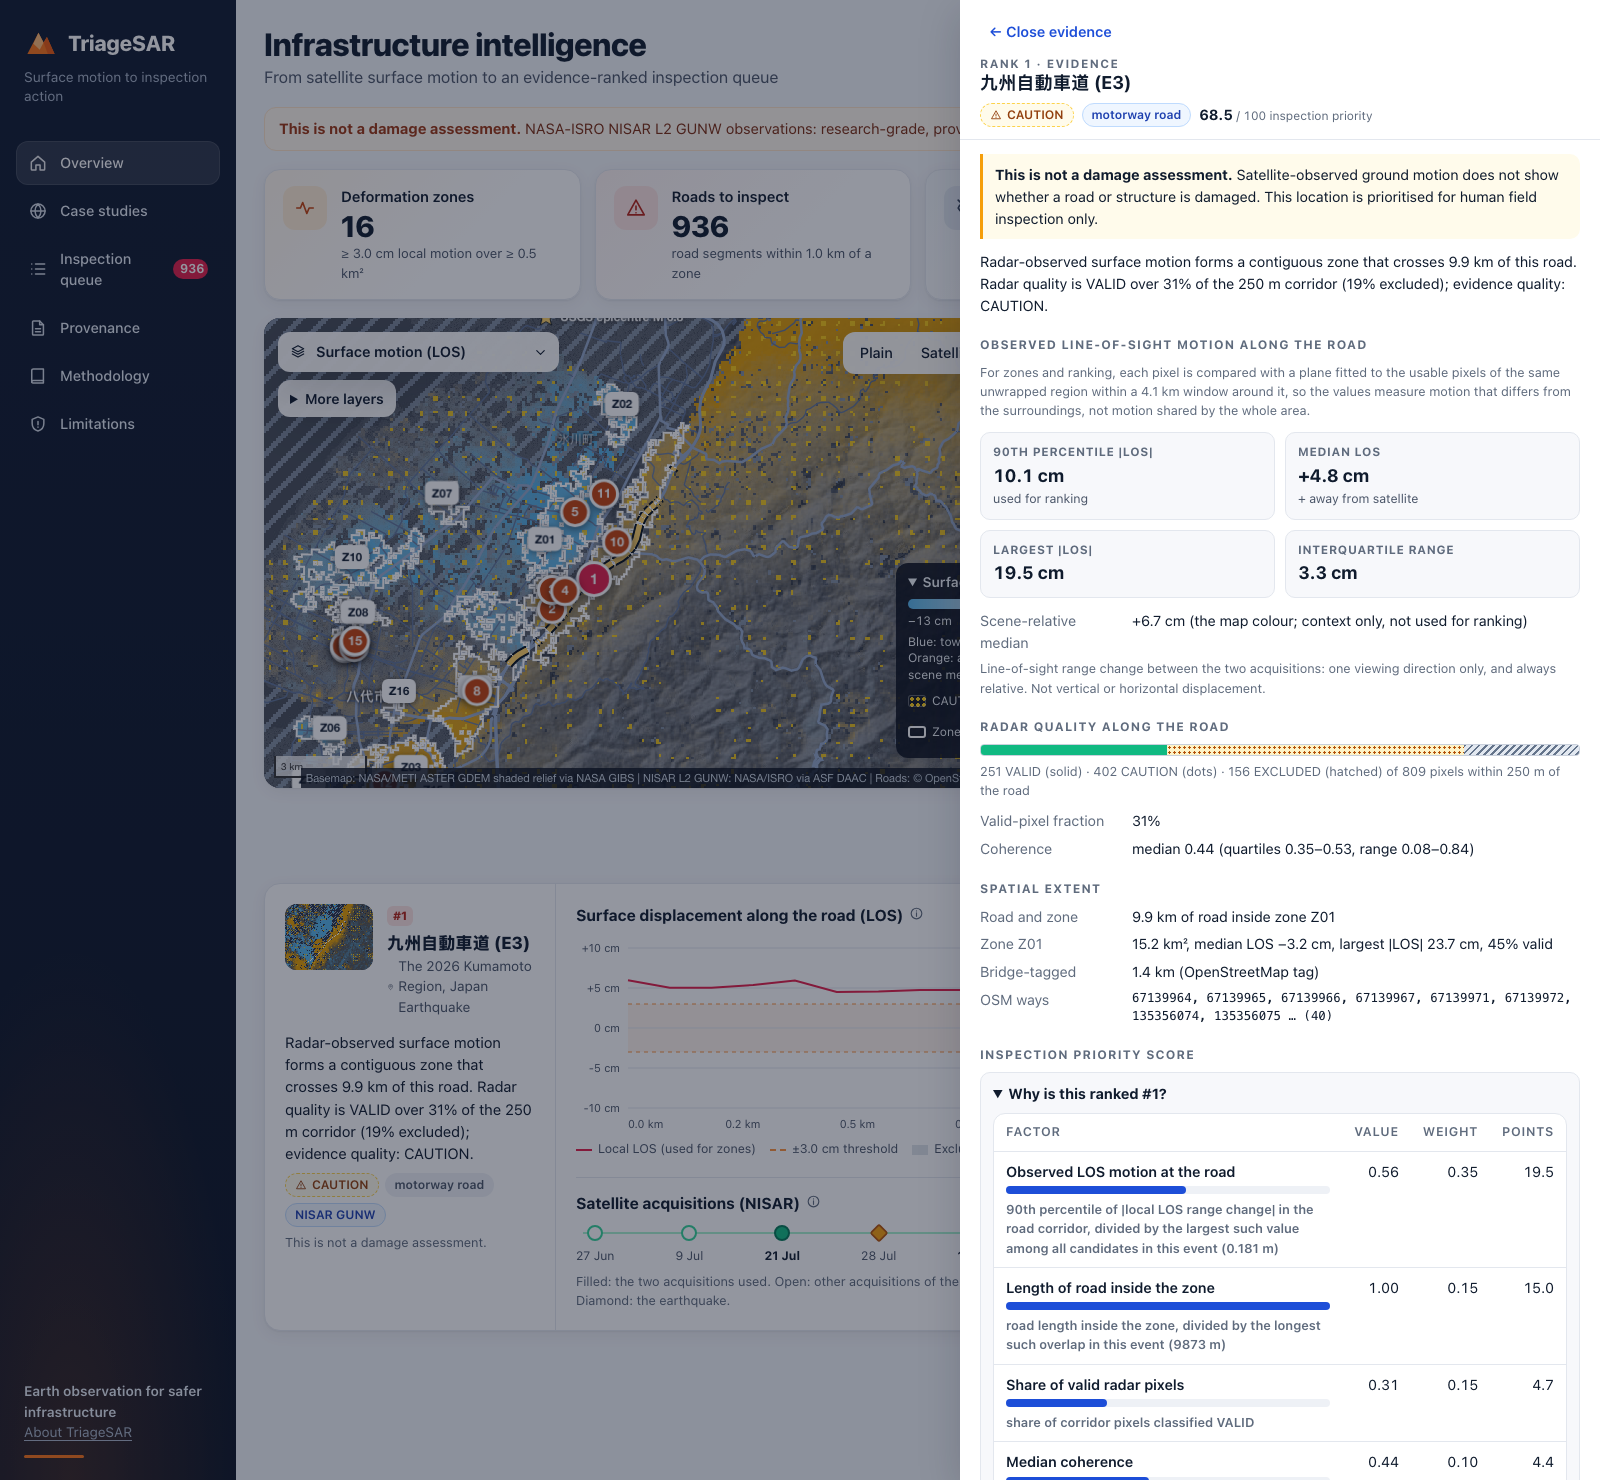 TriageSAR
Surface motion to inspection
action
Overview
Case studies
Inspection
queue
936
Provenance
Methodology
Limitations
Earth observation for safer
infrastructure
About TriageSAR
Infrastructure intelligence
From satellite surface motion to an evidence-ranked inspection queue
This is not a damage assessment. NASA-ISRO NISAR L2 GUNW observations: research-grade,
Deformation zones
16
≥ 3.0 cm local motion over ≥ 0.5
km²
Roads to inspect
936
road segments within 1.0 km of a
zone
Surface motion (LOS)
More layers
Plain
Z02
氷川町
Z07
11
5
Z01
10
Z10
1
4
2
Z08
15
八代市
Z16
8
Z06
Z03
3 km
−13 cm
Blue:
Orange:
Zone
Basemap: NASA/METI ASTER GDEM shaded relief via NASA GIBS | NISAR L2 GUNW: NASA/ISRO via ASF DAAC | Roads: ©
#1
九州自動車道 (E3)
The 2026 Kumamoto
Region, Japan
Earthquake
Radar-observed surface motion
forms a contiguous zone that
crosses 9.9 km of this road. Radar
quality is VALID over 31% of the 250
m corridor (19% excluded);
evidence quality: CAUTION.
CAUTION
motorway road
NISAR GUNW
This is not a damage assessment.
Surface displacement along the road (LOS)
+10 cm
+5 cm
0 cm
-5 cm
-10 cm
0.0 km
0.2 km
0.5 km
Local LOS (used for zones)
±3.0 cm threshold
Satellite acquisitions (NISAR)
27 Jun
9 Jul
21 Jul
28 Jul
Filled: the two acquisitions used. Open: other acquisitions of the
Diamond: the earthquake.
← Close evidence
RANK 1 · EVIDENCE
九州自動車道 (E3)
CAUTION
motorway road
68.5 / 100 inspection priority
This is not a damage assessment. Satellite-observed ground motion does not show
whether a road or structure is damaged. This location is prioritised for human field
inspection only.
Radar-observed surface motion forms a contiguous zone that crosses 9.9 km of this road.
Radar quality is VALID over 31% of the 250 m corridor (19% excluded); evidence quality:
CAUTION.
OBSERVED LINE-OF-SIGHT MOTION ALONG THE ROAD
For zones and ranking, each pixel is compared with a plane fitted to the usable pixels of the same
unwrapped region within a 4.1 km window around it, so the values measure motion that differs from
the surroundings, not motion shared by the whole area.
90TH PERCENTILE |LOS|
10.1 cm
used for ranking
MEDIAN LOS
+4.8 cm
+ away from satellite
LARGEST |LOS|
19.5 cm
INTERQUARTILE RANGE
3.3 cm
Scene-relative
median
+6.7 cm (the map colour; context only, not used for ranking)
Line-of-sight range change between the two acquisitions: one viewing direction only, and always
relative. Not vertical or horizontal displacement.
RADAR QUALITY ALONG THE ROAD
251 VALID (solid) · 402 CAUTION (dots) · 156 EXCLUDED (hatched) of 809 pixels within 250 m of
the road
Valid-pixel fraction
31%
Coherence
median 0.44 (quartiles 0.35–0.53, range 0.08–0.84)
SPATIAL EXTENT
Road and zone
9.9 km of road inside zone Z01
Zone Z01
15.2 km², median LOS −3.2 cm, largest |LOS| 23.7 cm, 45% valid
Bridge-tagged
1.4 km (OpenStreetMap tag)
OSM ways
67139964, 67139965, 67139966, 67139967, 67139971, 67139972,
135356074, 135356075 … (40)
INSPECTION PRIORITY SCORE
Why is this ranked #1?
FACTOR VALUE WEIGHT POINTS
Observed LOS motion at the road 0.56 0.35 19.5
90th percentile of |local LOS range change| in the
road corridor, divided by the largest such value
among all candidates in this event (0.181 m)
Length of road inside the zone 1.00 0.15 15.0
road length inside the zone, divided by the longest
such overlap in this event (9873 m)
Share of valid radar pixels 0.31 0.15 4.7
share of corridor pixels classified VALID
Median coherence 0.44 0.10 4.4